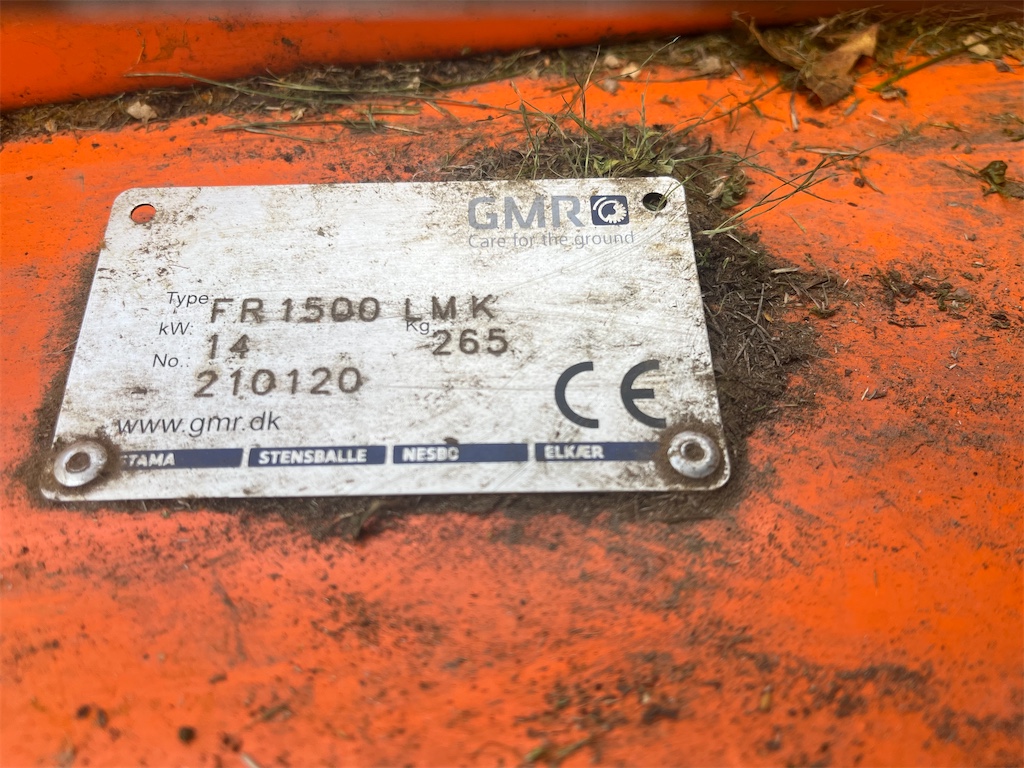 GMR
Care for the ground
Type FR 1500 LMK
kW: 14 Kg 265
No.: 210120
www.gmr.dk
CE
STAMA STENSBALLE NESBO ELKÆR